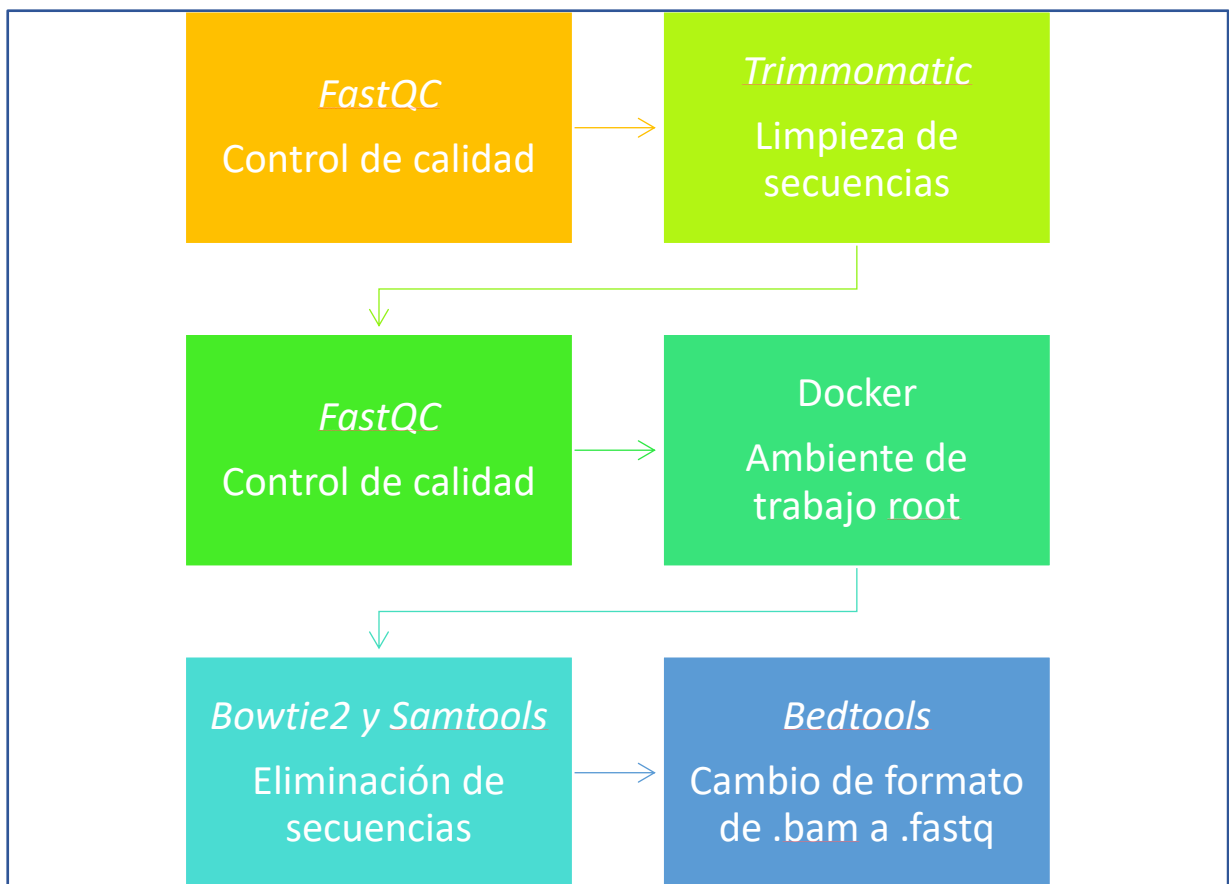 FastQC
Control de calidad
Trimmomatic
Limpieza de
secuencias
FastQC
Control de calidad
Docker
Ambiente de
trabajo root
Bowtie2 y Samtools
Eliminación de
secuencias
Bedtools
Cambio de formato
de .bam a .fastq